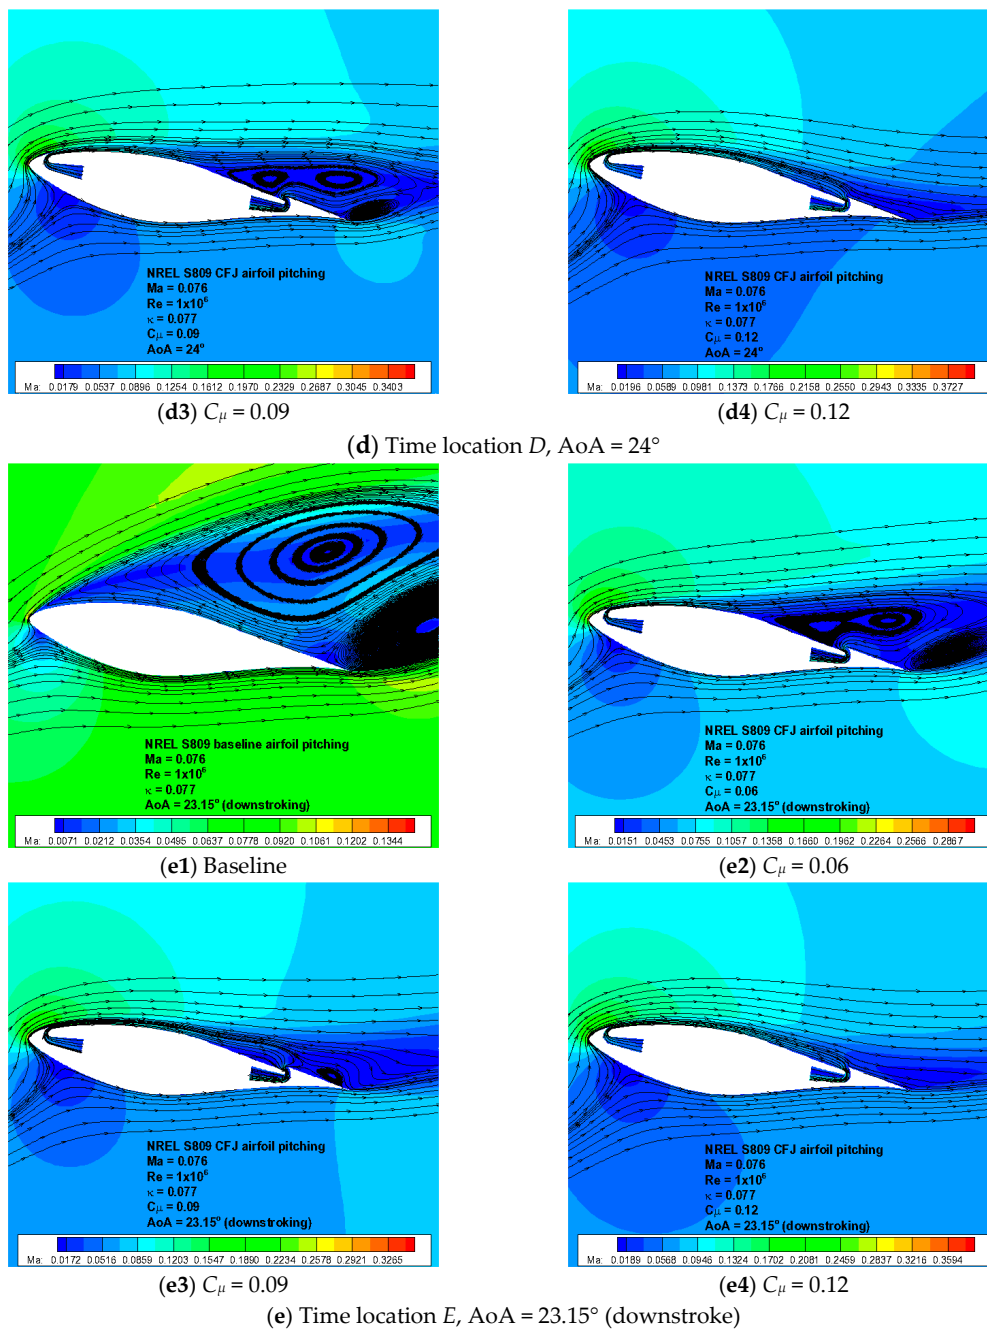 NREL S809 CFJ airfoil pitching
Ma = 0.076
Re = 1x10⁶
κ = 0.077
Cμ = 0.09
AoA = 24°
Ma: 0.0179 0.0537 0.0896 0.1254 0.1612 0.1970 0.2329 0.2687 0.3045 0.3403
(d3) Cμ = 0.09
NREL S809 CFJ airfoil pitching
Ma = 0.076
Re = 1x10⁶
κ = 0.077
Cμ = 0.12
AoA = 24°
Ma: 0.0196 0.0589 0.0981 0.1373 0.1766 0.2158 0.2550 0.2943 0.3335 0.3727
(d4) Cμ = 0.12
(d) Time location D, AoA = 24°
NREL S809 baseline airfoil pitching
Ma = 0.076
Re = 1x10⁶
κ = 0.077
AoA = 23.15° (downstroking)
Ma: 0.0071 0.0212 0.0354 0.0495 0.0637 0.0778 0.0920 0.1061 0.1202 0.1344
(e1) Baseline
NREL S809 CFJ airfoil pitching
Ma = 0.076
Re = 1x10⁶
κ = 0.077
Cμ = 0.06
AoA = 23.15° (downstroking)
Ma: 0.0151 0.0453 0.0755 0.1057 0.1358 0.1660 0.1962 0.2264 0.2566 0.2867
(e2) Cμ = 0.06
NREL S809 CFJ airfoil pitching
Ma = 0.076
Re = 1x10⁶
κ = 0.077
Cμ = 0.09
AoA = 23.15° (downstroking)
Ma: 0.0172 0.0516 0.0859 0.1203 0.1547 0.1890 0.2234 0.2578 0.2921 0.3265
(e3) Cμ = 0.09
NREL S809 CFJ airfoil pitching
Ma = 0.076
Re = 1x10⁶
κ = 0.077
Cμ = 0.12
AoA = 23.15° (downstroking)
Ma: 0.0189 0.0568 0.0946 0.1324 0.1702 0.2081 0.2459 0.2837 0.3216 0.3594
(e4) Cμ = 0.12
(e) Time location E, AoA = 23.15° (downstroke)